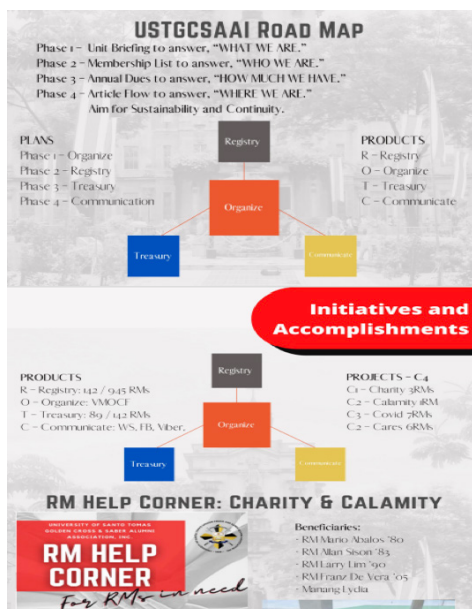 USTGCSAAI ROAD MAP
Phase 1 – Unit Briefing to answer, "WHAT WE ARE."
Phase 2 – Membership List to answer, "WHO WE ARE."
Phase 3 – Annual Dues to answer, "HOW MUCH WE HAVE."
Phase 4 – Article Flow to answer, "WHERE WE ARE."
Aim for Sustainability and Continuity.
PLANS
Phase 1 – Organize
Phase 2 – Registry
Phase 3 – Treasury
Phase 4 – Communication
Registry
Organize
Treasury
Communicate
PRODUCTS
R – Registry
O – Organize
T – Treasury
C – Communicate
Initiatives and
Accomplishments
PRODUCTS
R – Registry: 142 / 945 RMs
O – Organize: VMOCF
T – Treasury: 89 / 142 RMs
C – Communicate: WS, FB, Viber.
Registry
Organize
Treasury
Communicate
PROJECTS – C4
C1 – Charity 3RMs
C2 – Calamity 1RM
C3 – Covid 7RMs
C2 – Cares 6RMs
RM HELP CORNER: CHARITY & CALAMITY
UNIVERSITY OF SANTO TOMAS
GOLDEN CROSS & SABER ALUMNI
ASSOCIATION, INC.
RM HELP
CORNER
For RMs in need
Beneficiaries:
- RM Mario Abalos '80
- RM Allan Sison '83
- RM Larry Lim '90
- RM Franz De Vera '05
- Manang Lydia